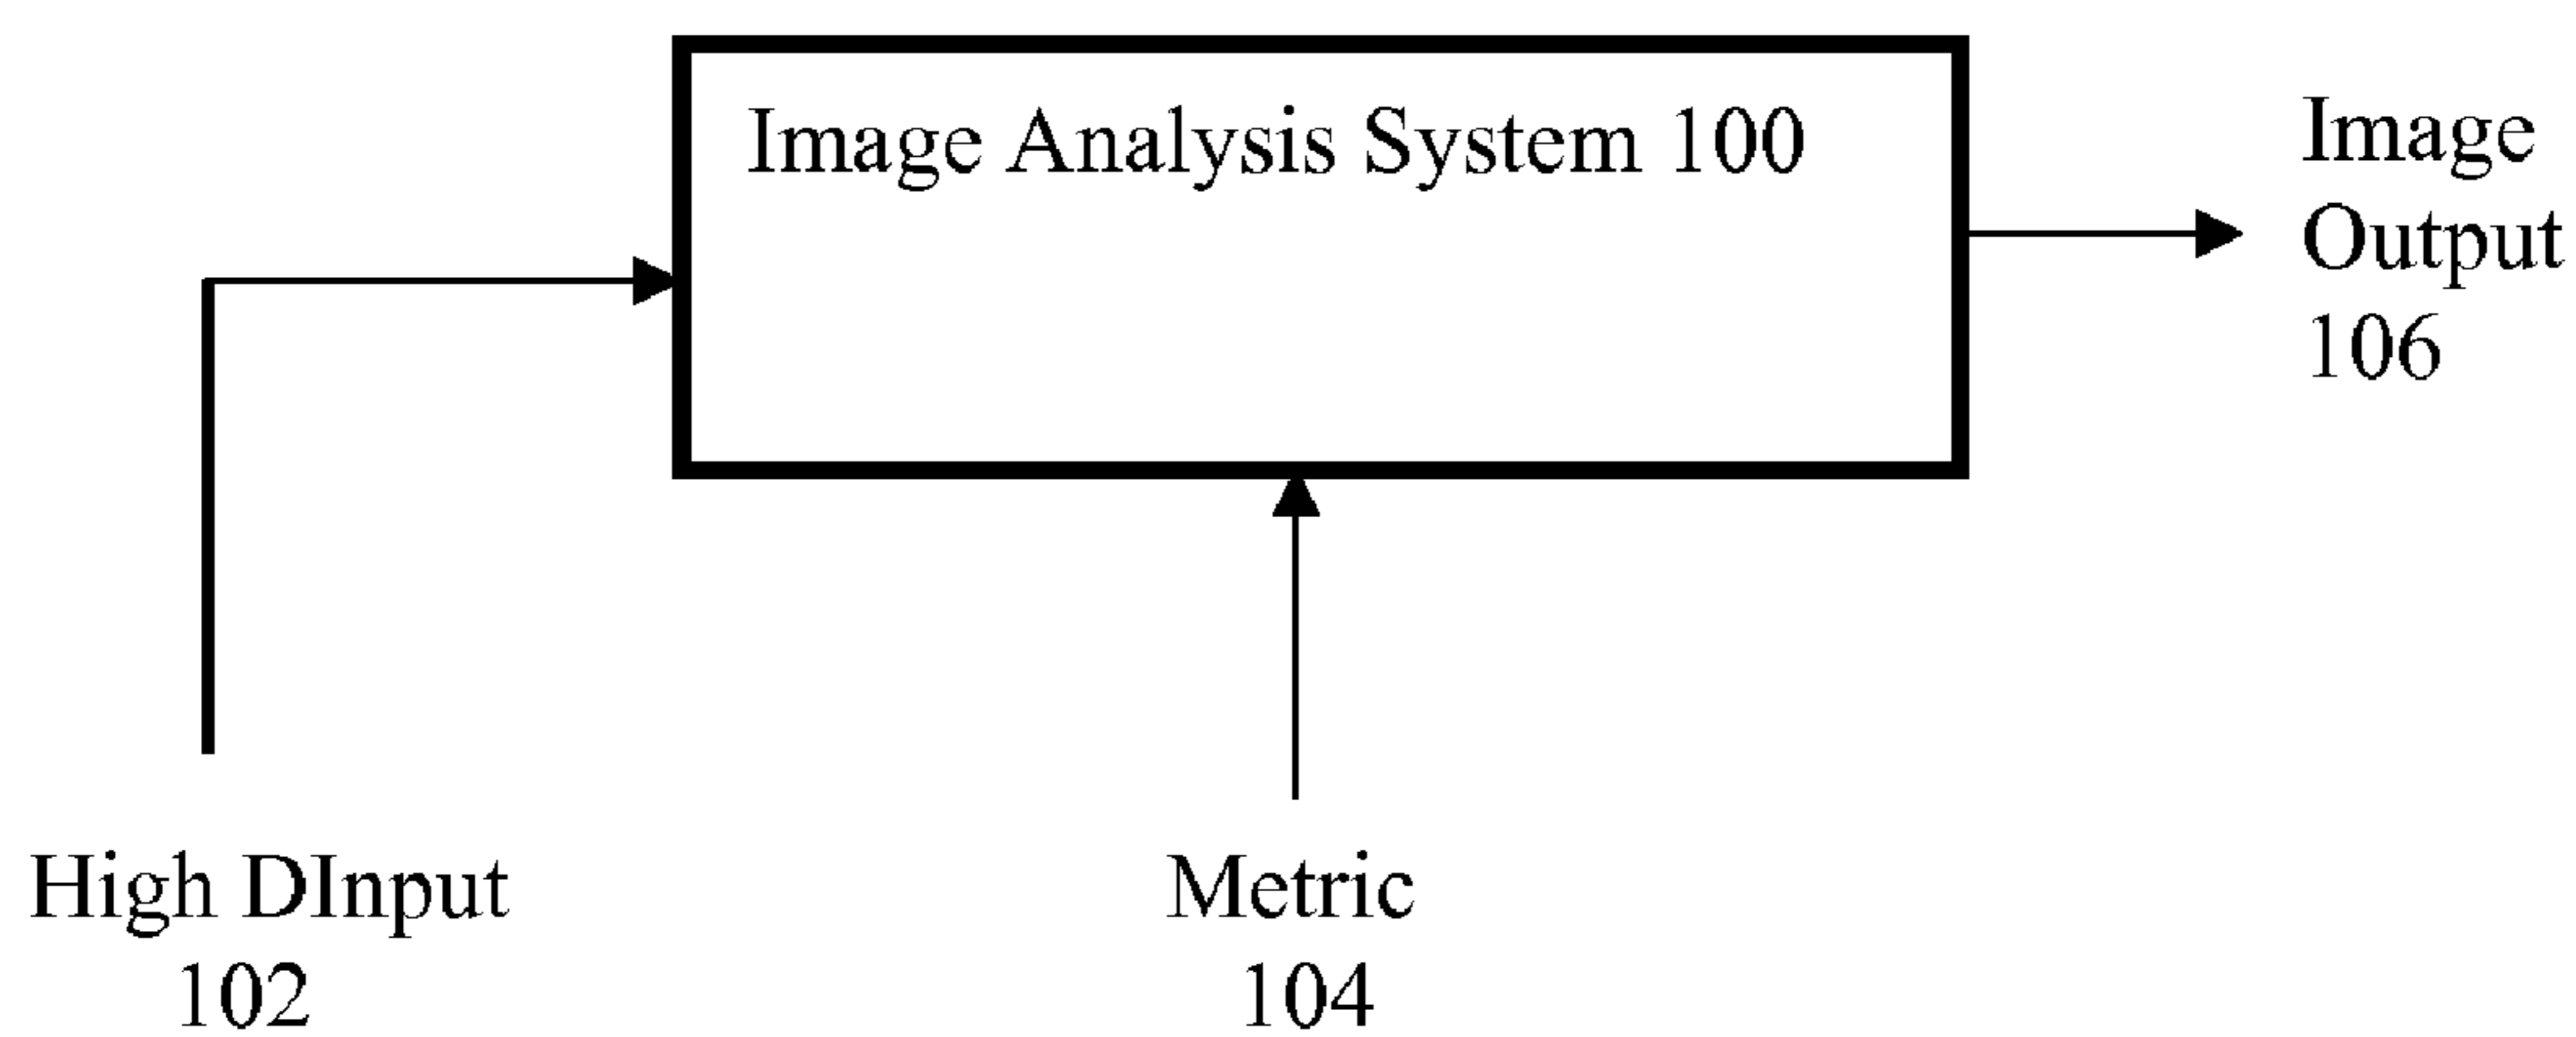 Image Analysis System 100
Image
Output
106
High DInput
102
Metric
104